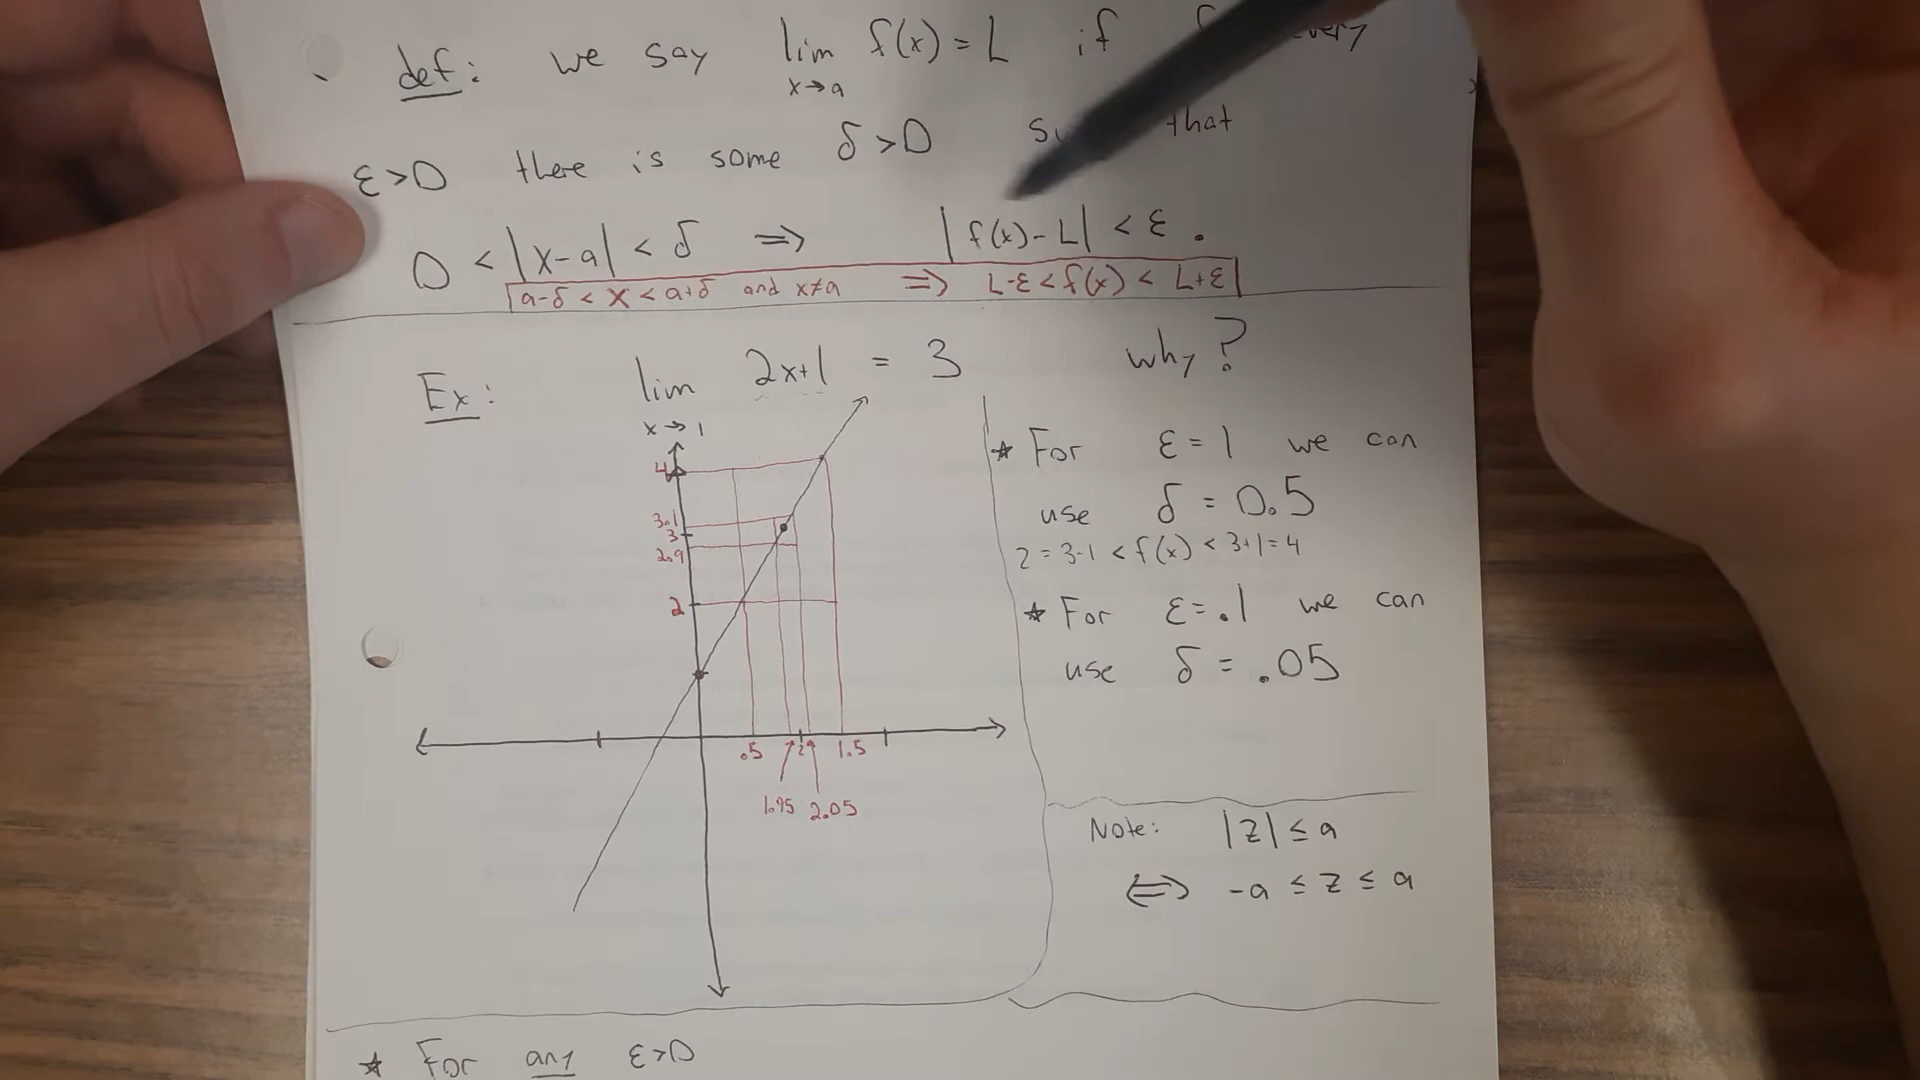 def: we say lim f(x) = L if
x→a
ε>0 there is some δ>0 that
0 < |x-a| < δ ⇒ |f(x)-L| < ε.
a-δ < x < a+δ and x≠a ⇒ L-ε < f(x) < L+ε
Ex: lim 2x+1 = 3 why?
x→1
4
3.1
3
2.9
2
.5 1.5
1.95 2.05
* For ε = 1 we can
use δ = 0.5
2 = 3-1 < f(x) < 3+1 = 4
* For ε = .1 we can
use δ = .05
Note: |z| ≤ a
⇔ -a ≤ z ≤ a
* For any ε>0